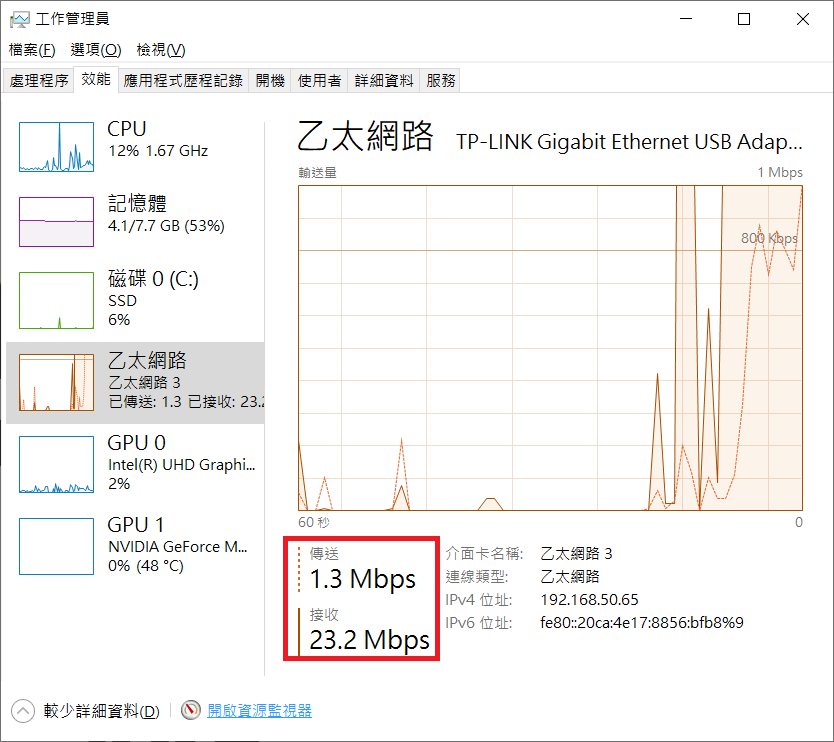 工作管理員
檔案(F) 選項(O) 檢視(V)
處理程序 效能 應用程式歷程記錄 開機 使用者 詳細資料 服務
CPU
12% 1.67 GHz
記憶體
4.1/7.7 GB (53%)
磁碟 0 (C:)
SSD
6%
乙太網路
乙太網路 3
已傳送: 1.3 已接收: 23.2
GPU 0
Intel(R) UHD Graphi...
2%
GPU 1
NVIDIA GeForce M...
0% (48 °C)
乙太網路 TP-LINK Gigabit Ethernet USB Adap...
輸送量 1 Mbps
800 Kbps
60 秒 0
傳送
1.3 Mbps
接收
23.2 Mbps
介面卡名稱: 乙太網路 3
連線類型: 乙太網路
IPv4 位址: 192.168.50.65
IPv6 位址: fe80::20ca:4e17:8856:bfb8%9
較少詳細資料(D) 開啟資源監視器